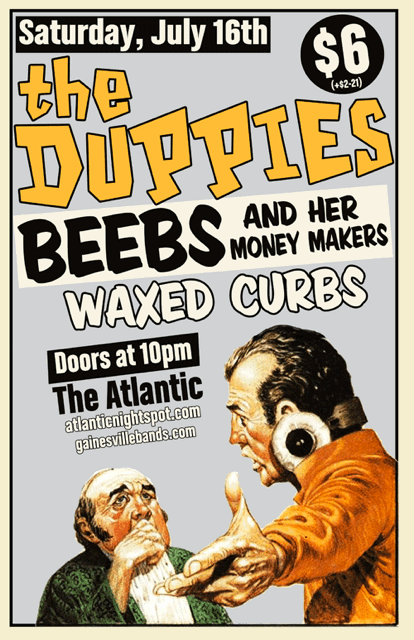 Saturday, July 16th
$6
(+$2-21)
the
DUPPIES
BEEBS AND HER
MONEY MAKERS
WAXED CURBS
Doors at 10pm
The Atlantic
atlanticnightspot.com
gainesvillebands.com